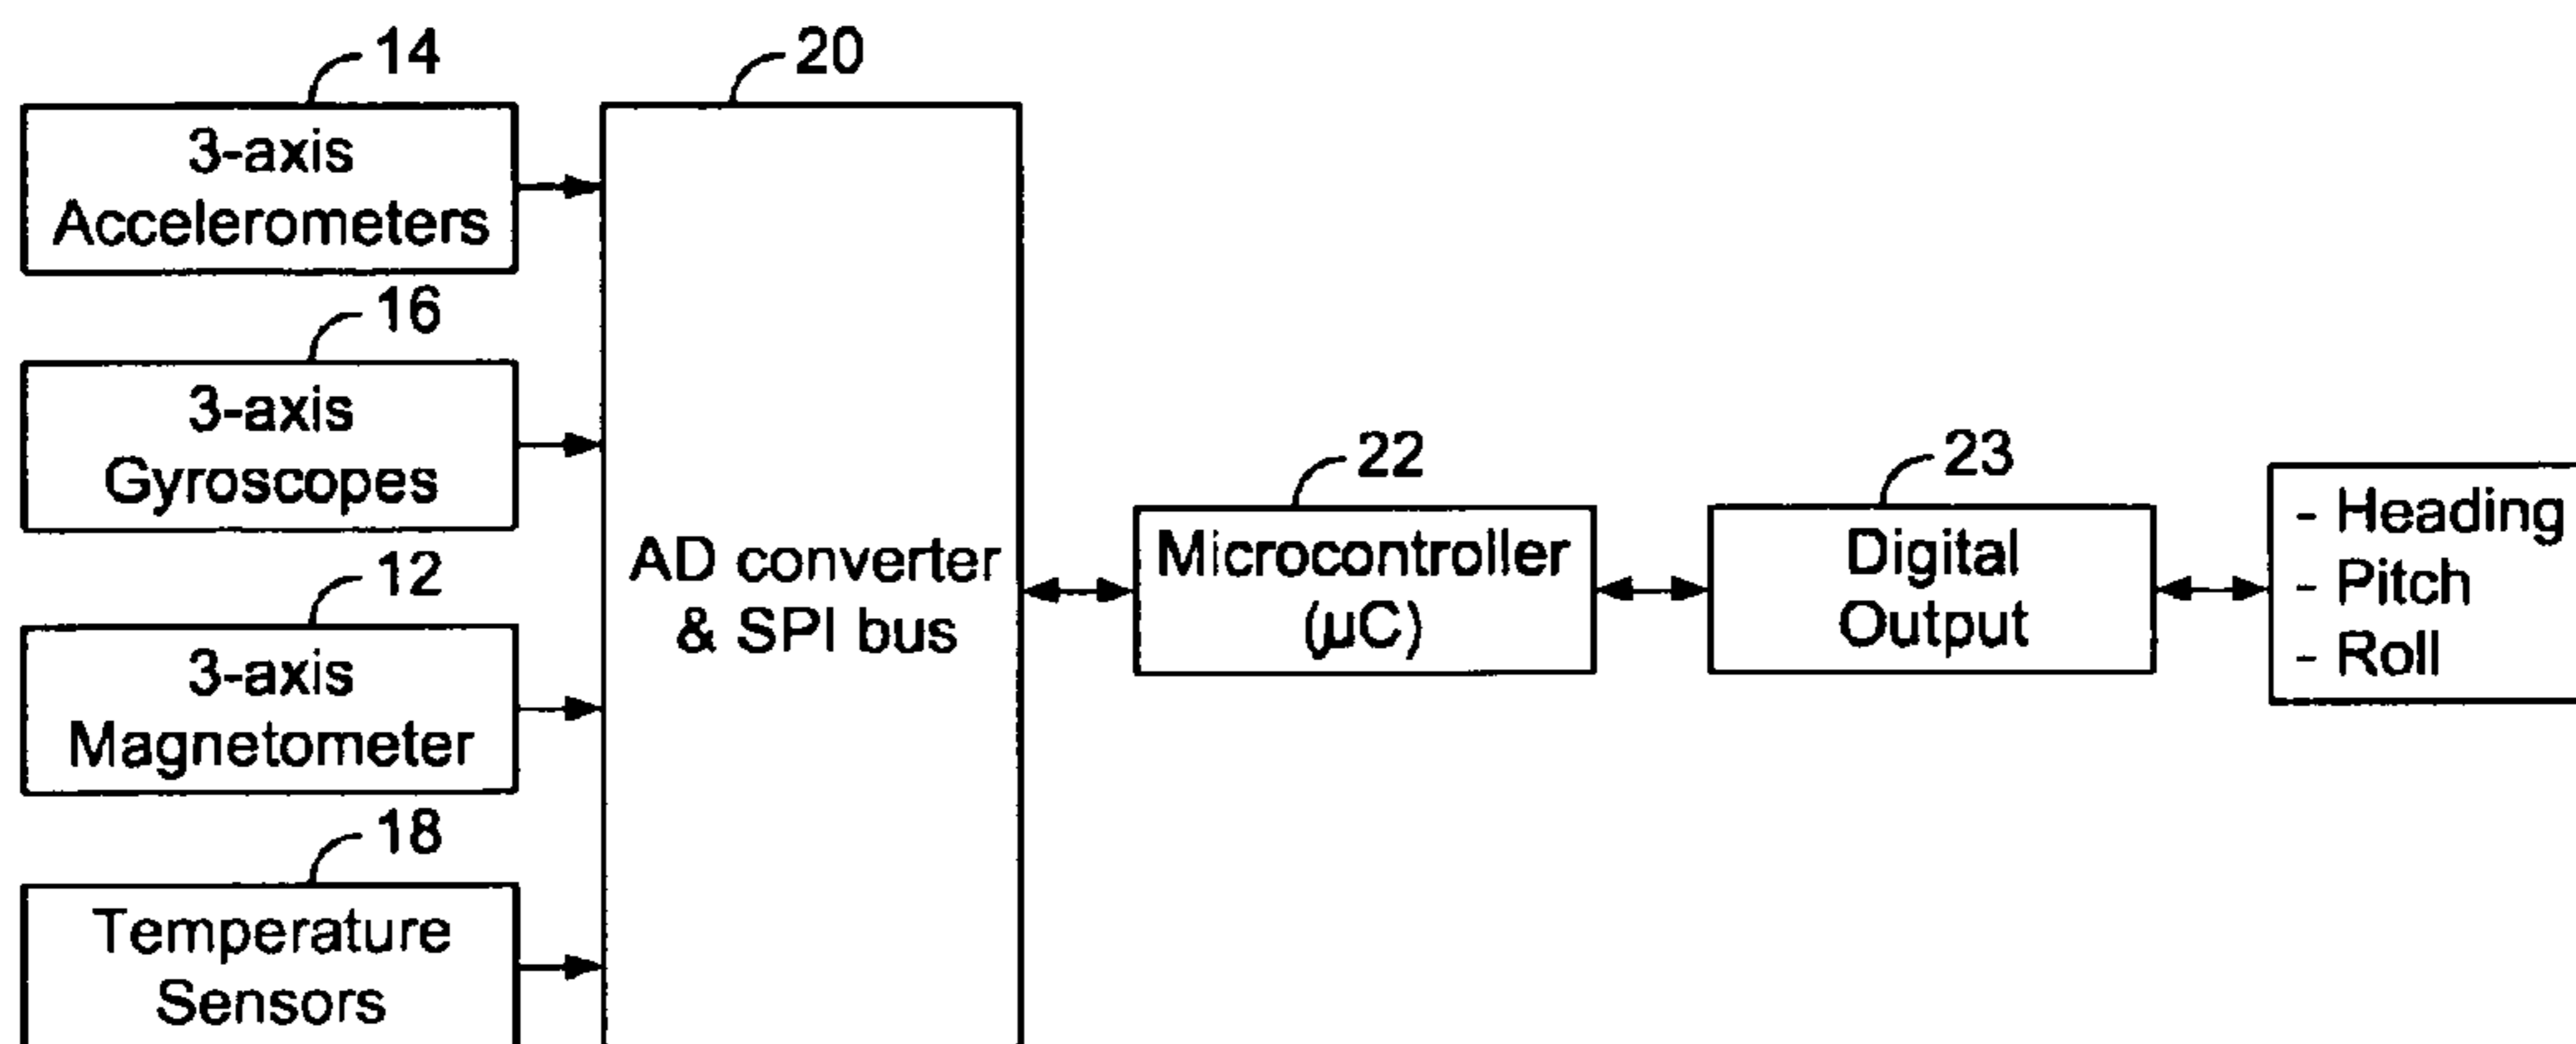 14
3-axis
Accelerometers
16
3-axis
Gyroscopes
12
3-axis
Magnetometer
18
Temperature
Sensors
20
AD converter
& SPI bus
22
Microcontroller
(µC)
23
Digital
Output
- Heading
- Pitch
- Roll